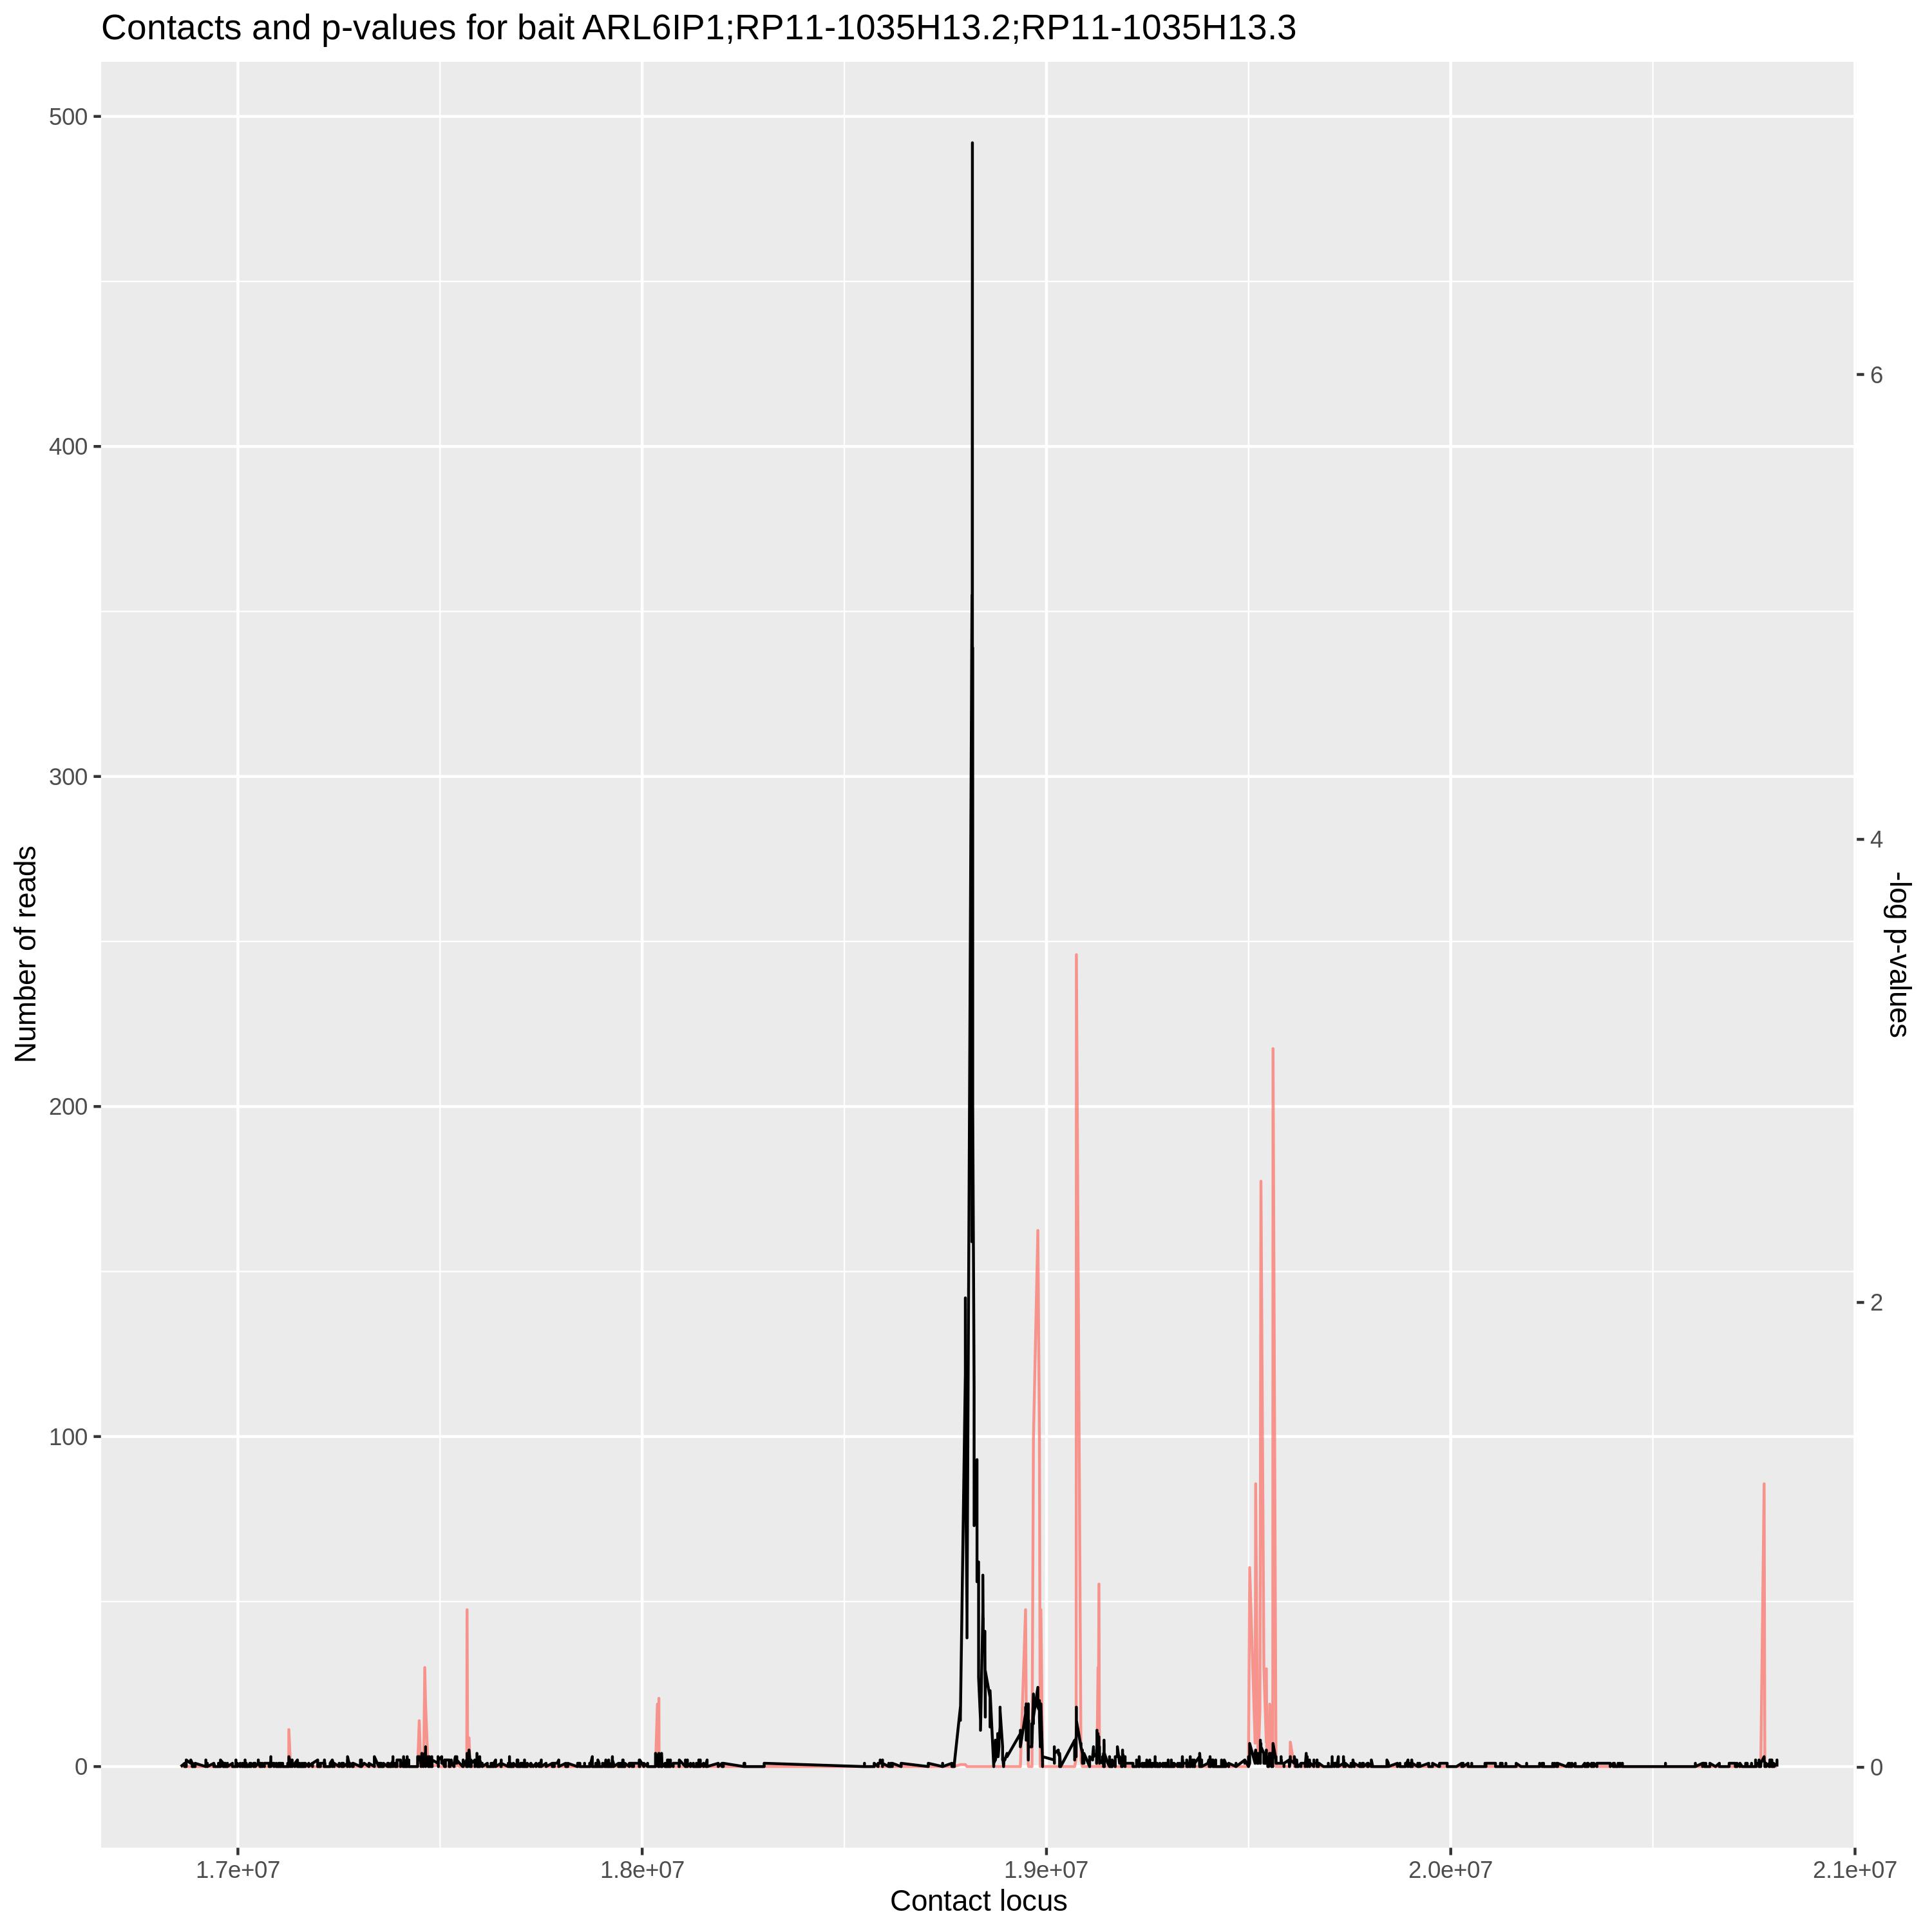 Contacts and p-values for bait ARL6IP1;RP11-1035H13.2;RP11-1035H13.3
500
400
300
200
100
0
Number of reads
6
4
2
0
-log p-values
1.7e+07
1.8e+07
1.9e+07
2.0e+07
2.1e+07
Contact locus